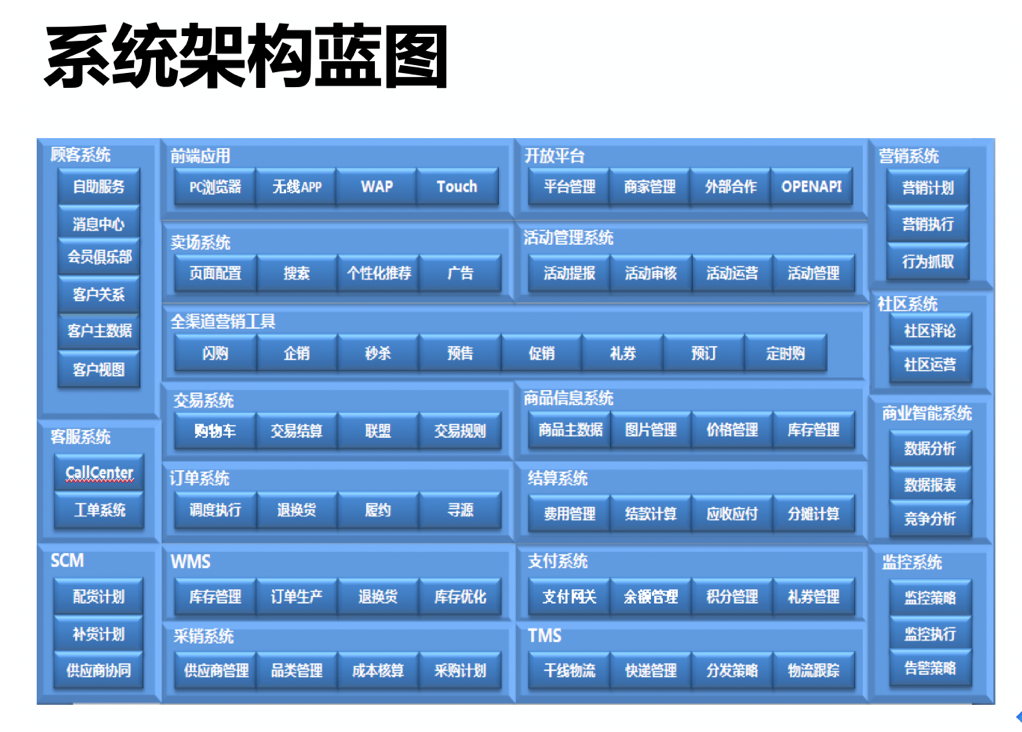 系统架构蓝图
顾客系统
自助服务
消息中心
会员俱乐部
客户关系
客户主数据
客户视图
客服系统
CallCenter
工单系统
SCM
配货计划
补货计划
供应商协同
前端应用
PC浏览器 无线APP WAP Touch
开放平台
平台管理 商家管理 外部合作 OPENAPI
卖场系统
页面配置 搜索 个性化推荐 广告
活动管理系统
活动提报 活动审核 活动运营 活动管理
全渠道营销工具
闪购 企销 秒杀 预售 促销 礼券 预订 定时购
交易系统
购物车 交易结算 联盟 交易规则
商品信息系统
商品主数据 图片管理 价格管理 库存管理
订单系统
调度执行 退换货 履约 寻源
结算系统
费用管理 结款计算 应收应付 分摊计算
WMS
库存管理 订单生产 退换货 库存优化
支付系统
支付网关 余额管理 积分管理 礼券管理
采销系统
供应商管理 品类管理 成本核算 采购计划
TMS
干线物流 快递管理 分发策略 物流跟踪
营销系统
营销计划
营销执行
行为抓取
社区系统
社区评论
社区运营
商业智能系统
数据分析
数据报表
竞争分析
监控系统
监控策略
监控执行
告警策略